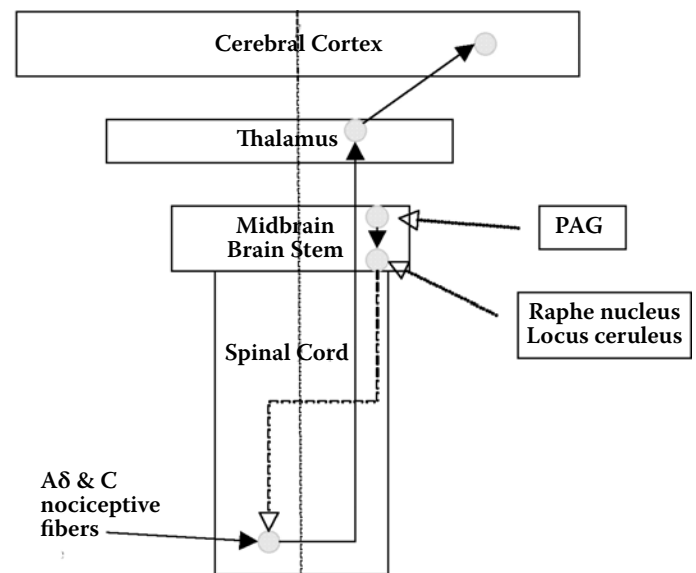 Cerebral Cortex
Thalamus
Midbrain
Brain Stem
PAG
Raphe nucleus
Locus ceruleus
Spinal Cord
Aδ & C
nociceptive
fibers